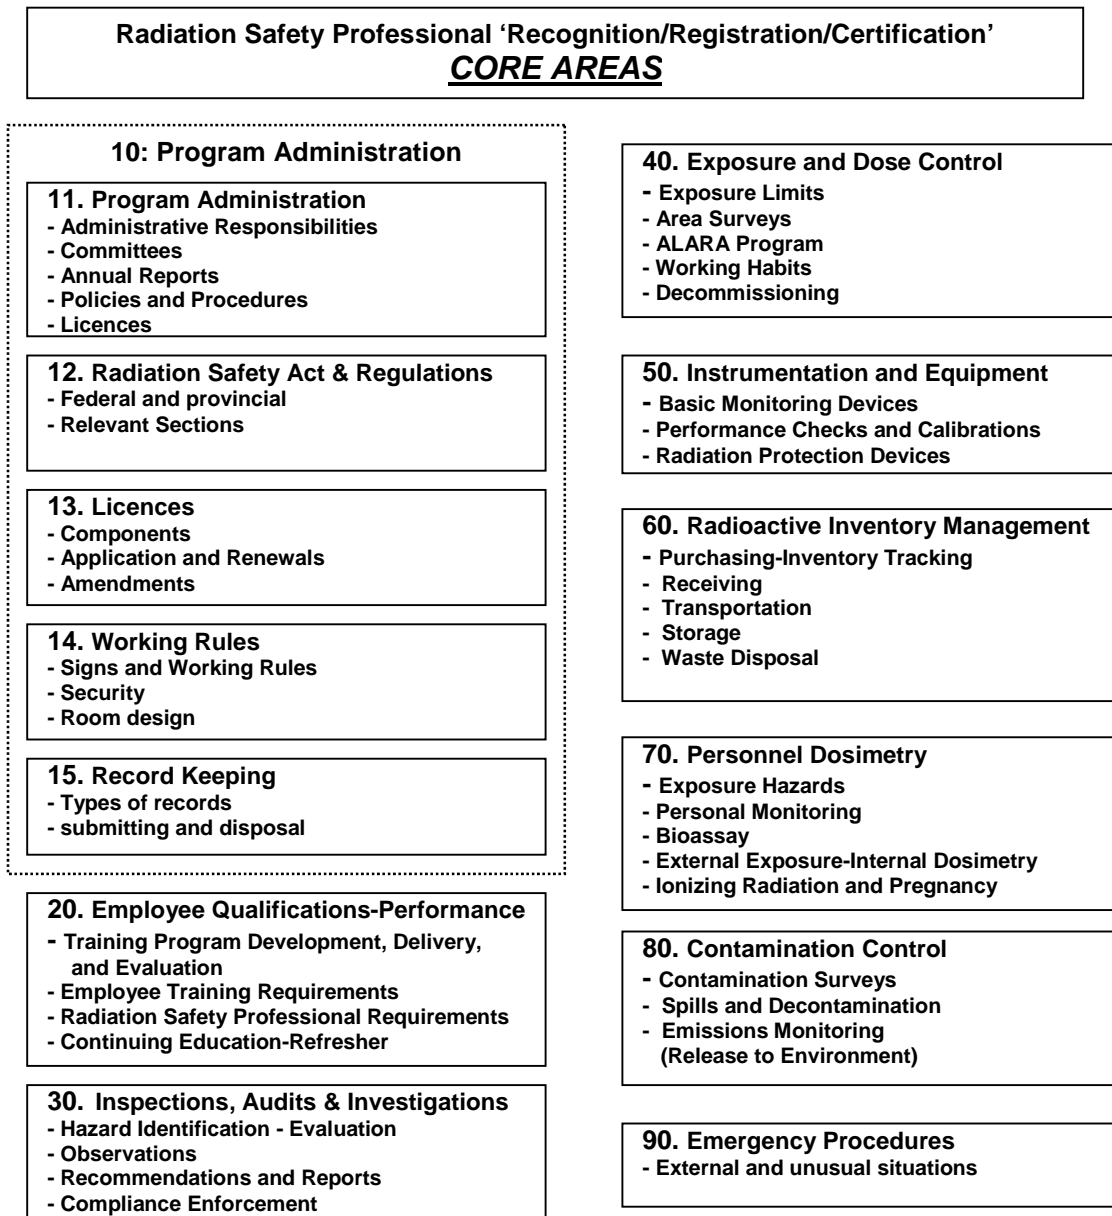 Radiation Safety Professional ‘Recognition/Registration/Certification’
CORE AREAS
10: Program Administration
11. Program Administration
- Administrative Responsibilities
- Committees
- Annual Reports
- Policies and Procedures
- Licences
12. Radiation Safety Act & Regulations
- Federal and provincial
- Relevant Sections
13. Licences
- Components
- Application and Renewals
- Amendments
14. Working Rules
- Signs and Working Rules
- Security
- Room design
15. Record Keeping
- Types of records
- submitting and disposal
20. Employee Qualifications-Performance
- Training Program Development, Delivery,
and Evaluation
- Employee Training Requirements
- Radiation Safety Professional Requirements
- Continuing Education-Refresher
30. Inspections, Audits & Investigations
- Hazard Identification - Evaluation
- Observations
- Recommendations and Reports
- Compliance Enforcement
40. Exposure and Dose Control
- Exposure Limits
- Area Surveys
- ALARA Program
- Working Habits
- Decommissioning
50. Instrumentation and Equipment
- Basic Monitoring Devices
- Performance Checks and Calibrations
- Radiation Protection Devices
60. Radioactive Inventory Management
- Purchasing-Inventory Tracking
- Receiving
- Transportation
- Storage
- Waste Disposal
70. Personnel Dosimetry
- Exposure Hazards
- Personal Monitoring
- Bioassay
- External Exposure-Internal Dosimetry
- Ionizing Radiation and Pregnancy
80. Contamination Control
- Contamination Surveys
- Spills and Decontamination
- Emissions Monitoring
(Release to Environment)
90. Emergency Procedures
- External and unusual situations